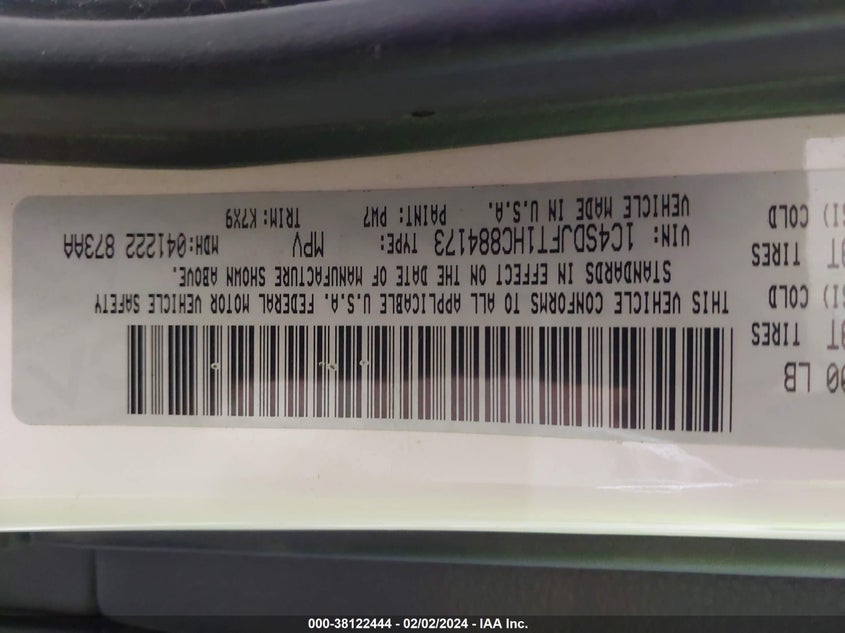 00 LB
TIRES
COLD
TIRES
COLD
THIS VEHICLE CONFORMS TO ALL APPLICABLE U.S.A. FEDERAL MOTOR VEHICLE SAFETY
STANDARDS IN EFFECT ON THE DATE OF MANUFACTURE SHOWN ABOVE.
VIN: 1C4SDJFT1HC884173 TYPE: MPV MDH:041222 873AA
VEHICLE MADE IN U.S.A. PAINT: PW7 TRIM:K7X9
000-38122444 - 02/02/2024 - IAA Inc.